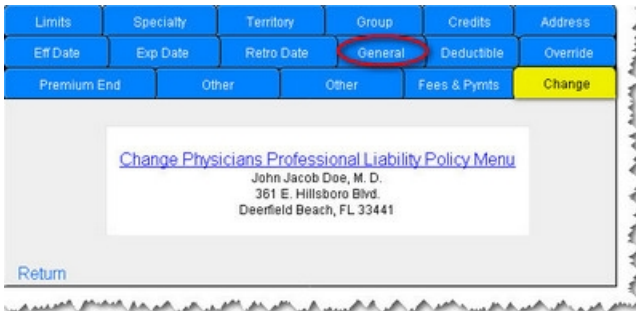 Limits Specialty Territory Group Credits Address
Eff Date Exp Date Retro Date General Deductible Override
Premium End Other Other Fees & Pymts Change
Change Physicians Professional Liability Policy Menu
John Jacob Doe, M. D.
361 E. Hillsboro Blvd.
Deerfield Beach, FL 33441
Return